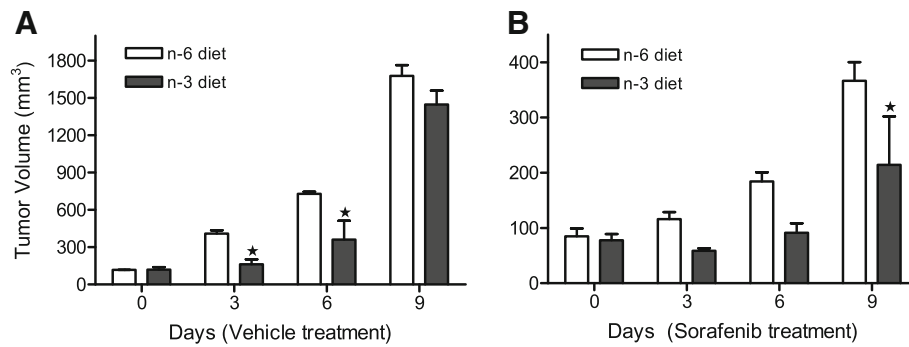 A
n-6 diet
n-3 diet
Tumor Volume (mm³)
1800
1500
1200
900
600
300
0
★
★
0 3 6 9
Days (Vehicle treatment)
B
n-6 diet
n-3 diet
400
300
200
100
0
★
0 3 6 9
Days (Sorafenib treatment)